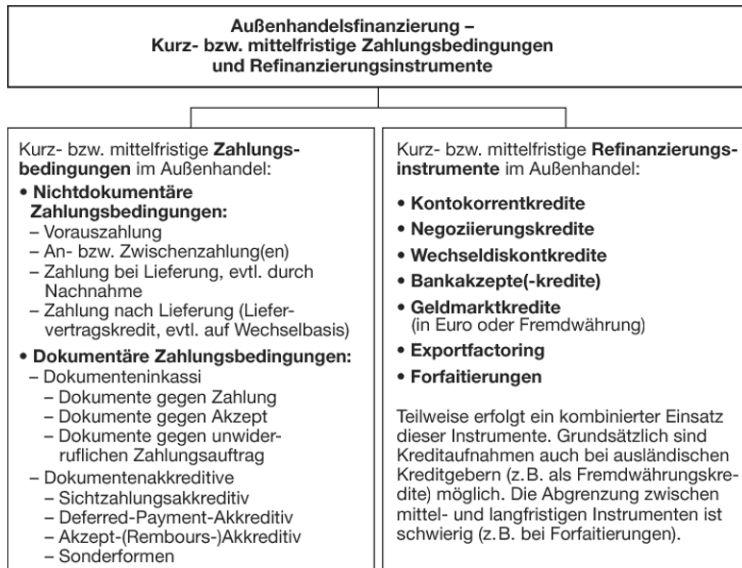 Außenhandelsfinanzierung –
Kurz- bzw. mittelfristige Zahlungsbedingungen
und Refinanzierungsinstrumente
Kurz- bzw. mittelfristige Zahlungs-
bedingungen im Außenhandel:
• Nichtdokumentäre
Zahlungsbedingungen:
– Vorauszahlung
– An- bzw. Zwischenzahlung(en)
– Zahlung bei Lieferung, evtl. durch
Nachnahme
– Zahlung nach Lieferung (Liefer-
vertragskredit, evtl. auf Wechselbasis)
• Dokumentäre Zahlungsbedingungen:
– Dokumenteninkassi
– Dokumente gegen Zahlung
– Dokumente gegen Akzept
– Dokumente gegen unwider-
ruflichen Zahlungsauftrag
– Dokumentenakkreditive
– Sichtzahlungsakkreditiv
– Deferred-Payment-Akkreditiv
– Akzept-(Rembours-)Akkreditiv
– Sonderformen
Kurz- bzw. mittelfristige Refinanzierungs-
instrumente im Außenhandel:
• Kontokorrentkredite
• Negoziierungskredite
• Wechseldiskontkredite
• Bankakzepte(-kredite)
• Geldmarktkredite
(in Euro oder Fremdwährung)
• Exportfactoring
• Forfaitierungen
Teilweise erfolgt ein kombinierter Einsatz
dieser Instrumente. Grundsätzlich sind
Kreditaufnahmen auch bei ausländischen
Kreditgebern (z.B. als Fremdwährungskre-
dite) möglich. Die Abgrenzung zwischen
mittel- und langfristigen Instrumenten ist
schwierig (z.B. bei Forfaitierungen).